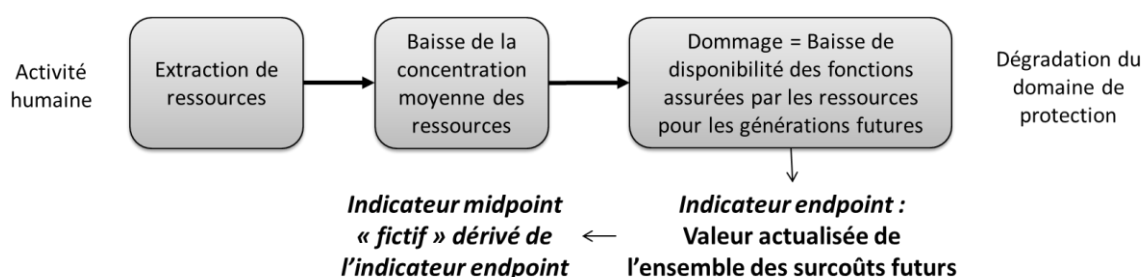 Activité
humaine
Extraction de
ressources
Baisse de la
concentration
moyenne des
ressources
Dommage = Baisse de
disponibilité des fonctions
assurées par les ressources
pour les générations futures
Dégradation du
domaine de
protection
Indicateur midpoint
« fictif » dérivé de
l’indicateur endpoint
Indicateur endpoint :
Valeur actualisée de
l’ensemble des surcoûts futurs